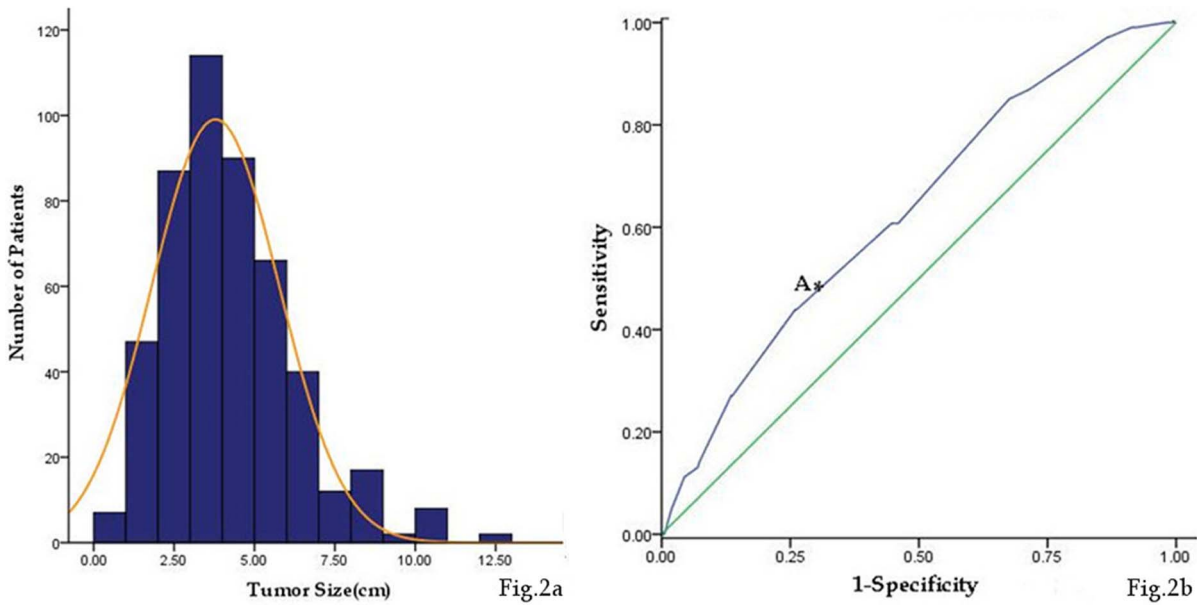 120
100
80
60
40
20
0
Number of Patients
0.00 2.50 5.00 7.50 10.00 12.50
Tumor Size(cm)
Fig.2a
1.00
0.80
0.60
0.40
0.20
0.00
Sensitivity
A*
0.00 0.25 0.50 0.75 1.00
1-Specificity
Fig.2b